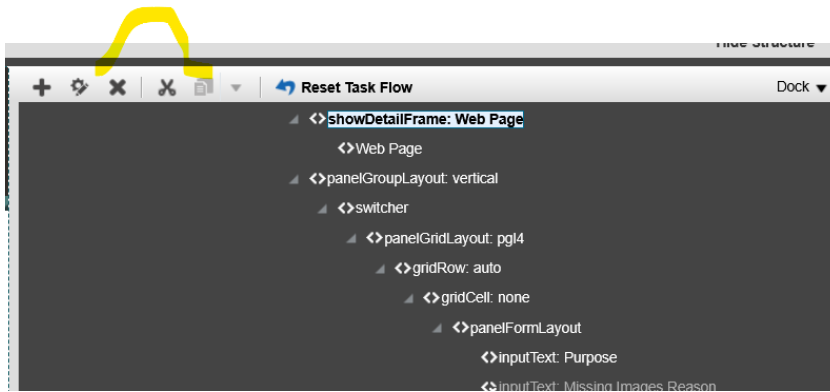 Hide Structure
Reset Task Flow Dock
showDetailFrame: Web Page
Web Page
panelGroupLayout: vertical
switcher
panelGridLayout: pgl4
gridRow: auto
gridCell: none
panelFormLayout
inputText: Purpose
inputText: Missing Images Reason